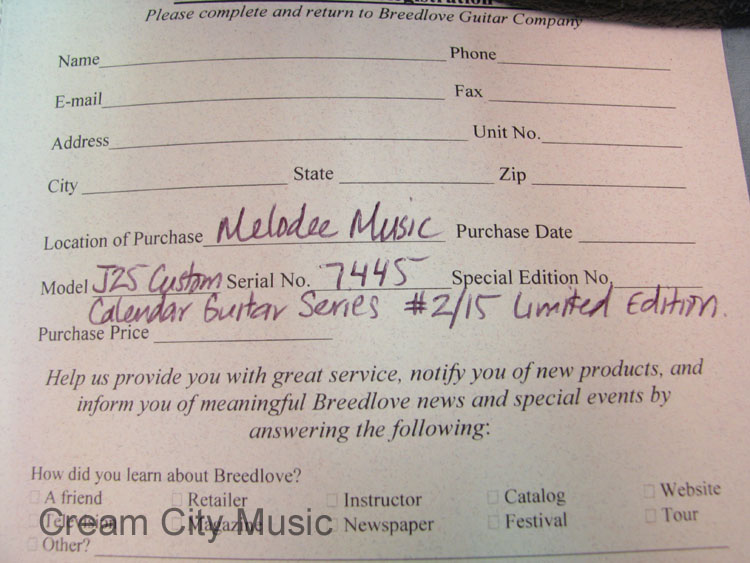 Please complete and return to Breedlove Guitar Company
Name Phone
E-mail Fax
Address Unit No.
City State Zip
Location of Purchase Melodee Music Purchase Date
Model J25 Custom Serial No. 7445 Special Edition No.
Calendar Guitar Series #2/15 Limited Edition.
Purchase Price
Help us provide you with great service, notify you of new products, and
inform you of meaningful Breedlove news and special events by
answering the following:
How did you learn about Breedlove?
A friend Retailer Instructor Catalog Website
Television Magazine Newspaper Festival Tour
Cream City Music
Other?